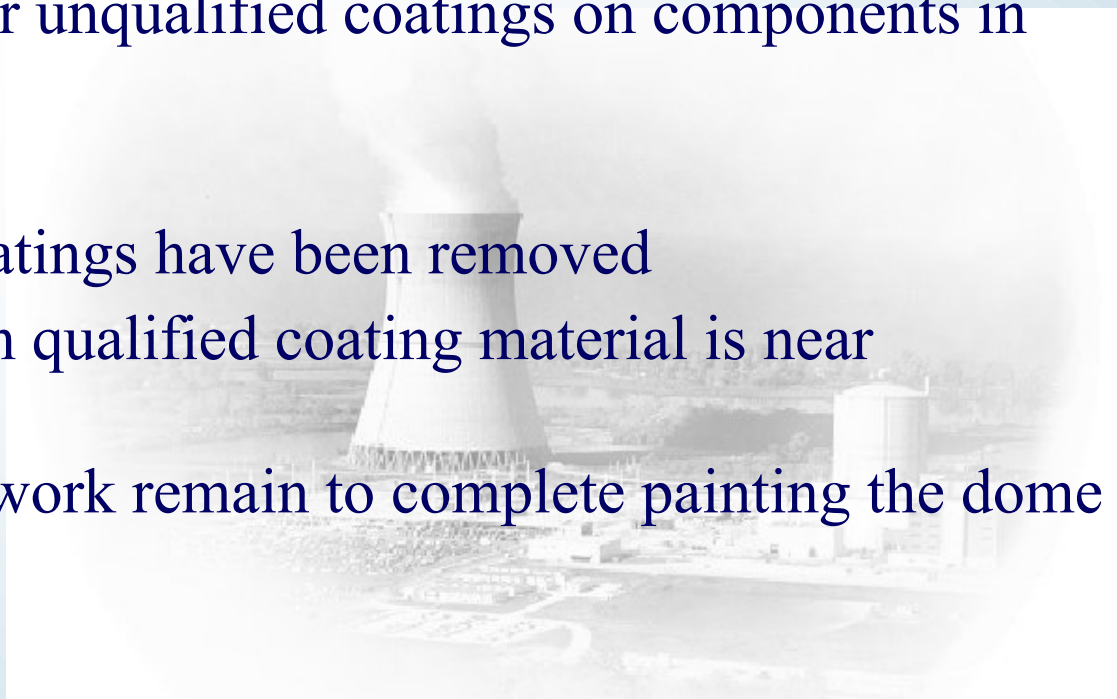 r unqualified coatings on components in
atings have been removed
n qualified coating material is near
work remain to complete painting the dome